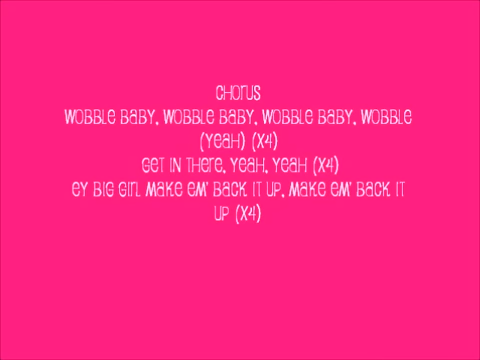 CHORUS
WOBBLE BABY, WOBBLE BABY, WOBBLE BABY, WOBBLE
(YEAH) (X4)
GET IN THERE, YEAH, YEAH (X4)
EY BIG GIRL MAKE EM' BACK IT UP, MAKE EM' BACK IT
UP (X4)